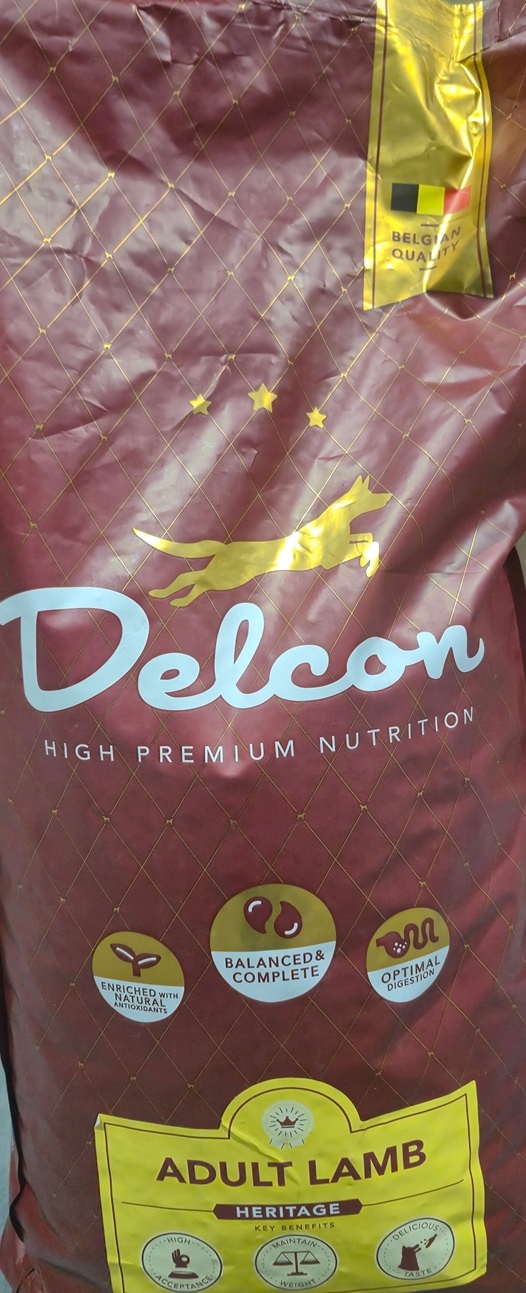 BELGIAN
QUALITY
Delcon
HIGH PREMIUM NUTRITION
ENRICHED WITH
NATURAL
ANTIOXIDANTS
BALANCED &
COMPLETE
OPTIMAL
DIGESTION
ADULT LAMB
HERITAGE
KEY BENEFITS
HIGH
ACCEPTANCE
MAINTAIN
WEIGHT
DELICIOUS
TASTE